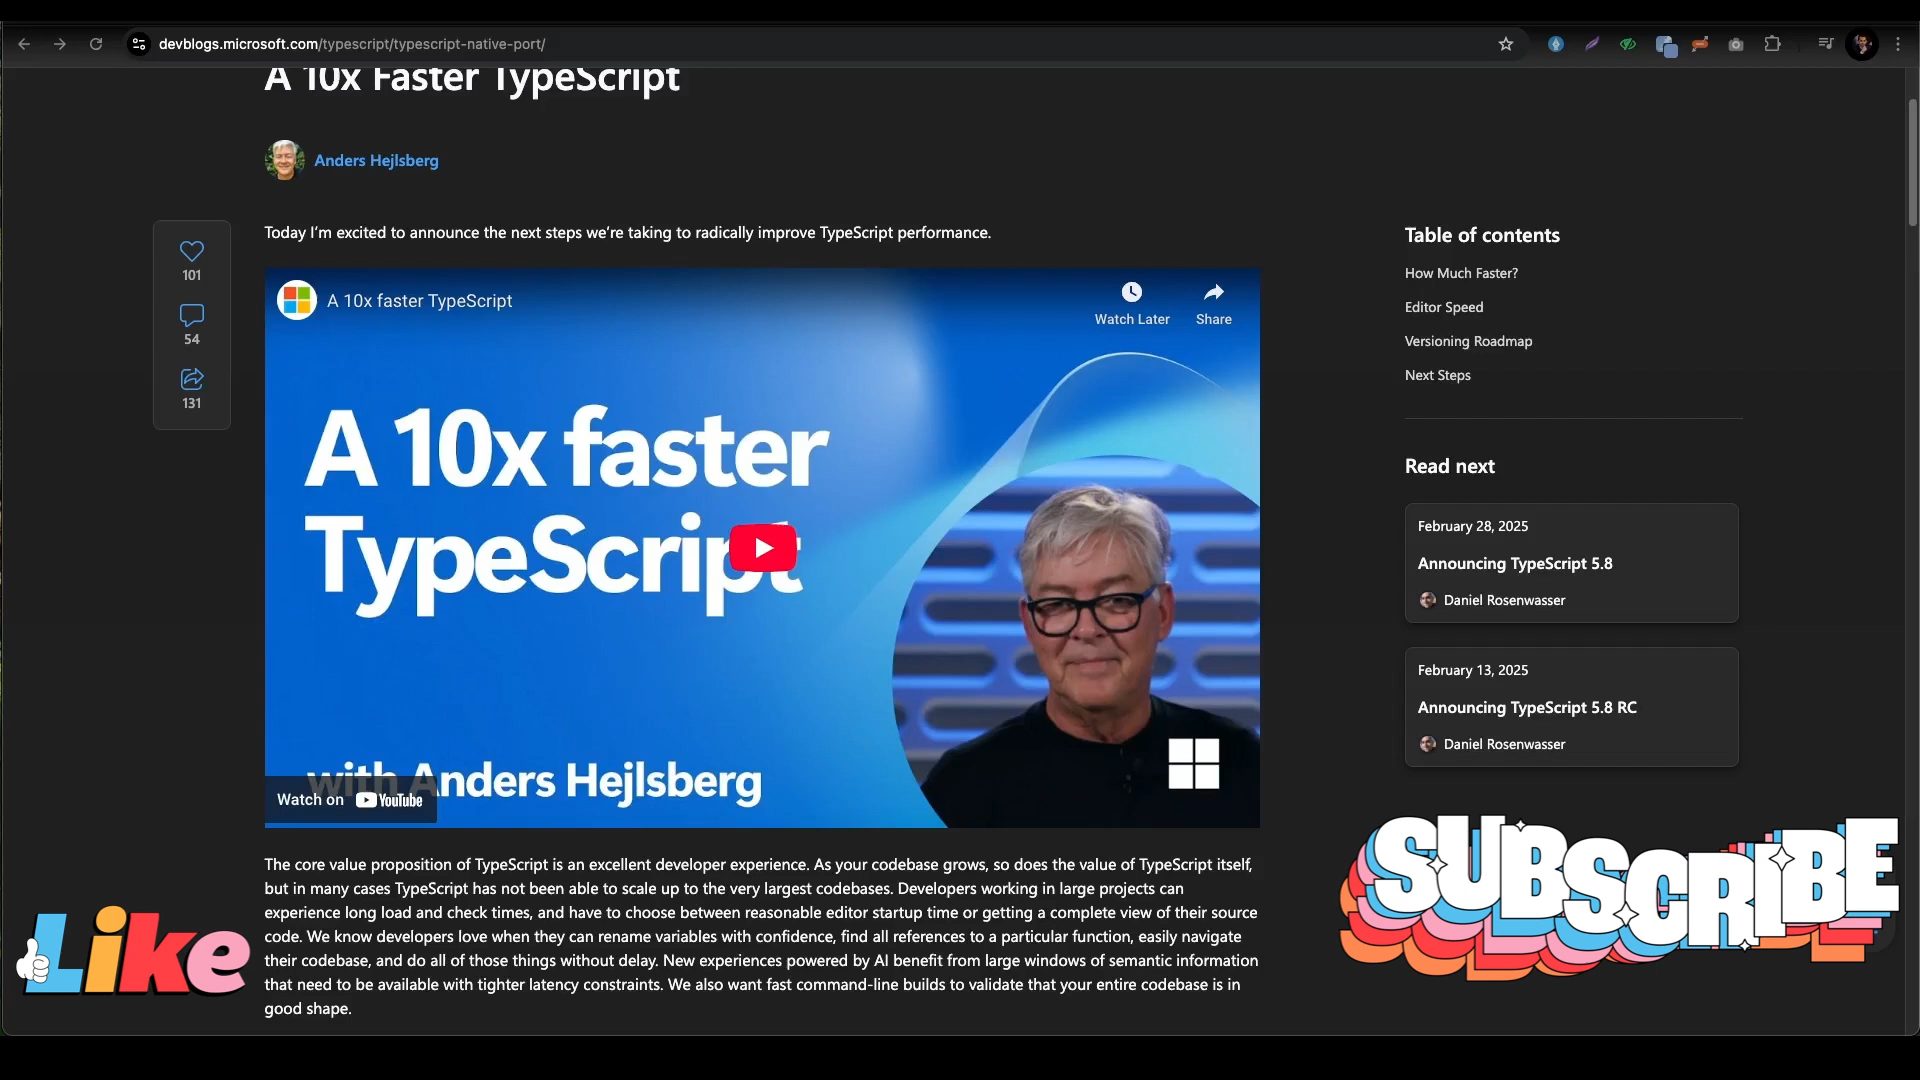 devblogs.microsoft.com/typescript/typescript-native-port/
A 10x Faster TypeScript
Anders Hejlsberg
Today I'm excited to announce the next steps we're taking to radically improve TypeScript performance.
101
54
131
A 10x faster TypeScript
Watch Later
Share
A 10x faster
TypeScript
with Anders Hejlsberg
Watch on YouTube
The core value proposition of TypeScript is an excellent developer experience. As your codebase grows, so does the value of TypeScript itself,
but in many cases TypeScript has not been able to scale up to the very largest codebases. Developers working in large projects can
experience long load and check times, and have to choose between reasonable editor startup time or getting a complete view of their source
code. We know developers love when they can rename variables with confidence, find all references to a particular function, easily navigate
their codebase, and do all of those things without delay. New experiences powered by AI benefit from large windows of semantic information
that need to be available with tighter latency constraints. We also want fast command-line builds to validate that your entire codebase is in
good shape.
Table of contents
How Much Faster?
Editor Speed
Versioning Roadmap
Next Steps
Read next
February 28, 2025
Announcing TypeScript 5.8
Daniel Rosenwasser
February 13, 2025
Announcing TypeScript 5.8 RC
Daniel Rosenwasser
Like
SUBSCRIBE